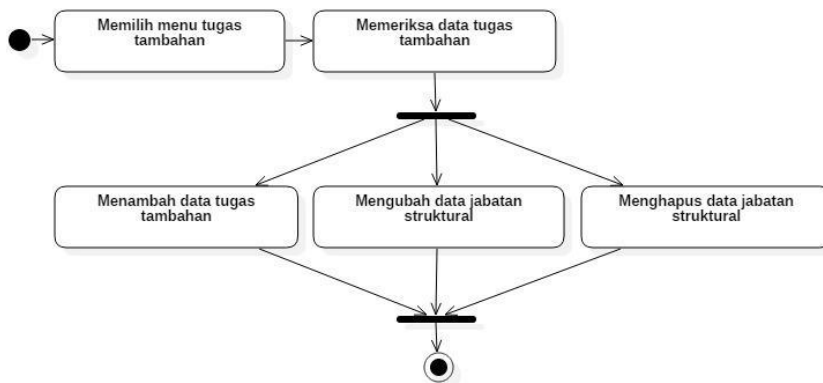 Memilih menu tugas
tambahan
Memeriksa data tugas
tambahan
Menambah data tugas
tambahan
Mengubah data jabatan
struktural
Menghapus data jabatan
struktural